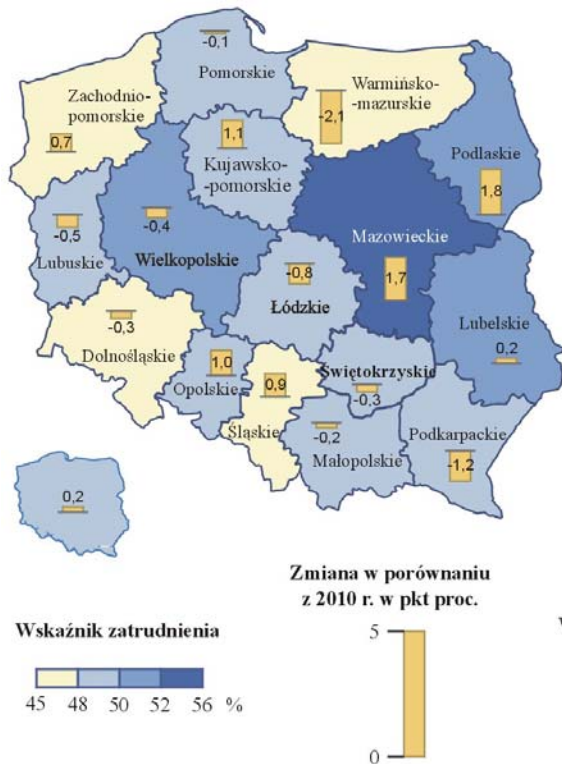 -0,1
Pomorskie
Zachodnio-
pomorskie
0,7
Warmińsko-
-mazurskie
-2,1
1,1
Kujawsko-
-pomorskie
Podlaskie
1,8
-0,5
Lubuskie
-0,4
Wielkopolskie
Mazowieckie
1,7
-0,8
Łódzkie
-0,3
Dolnośląskie
Lubelskie
0,2
1,0
Opolskie
0,9
Śląskie
Świętokrzyskie
-0,3
-0,2
Małopolskie
Podkarpackie
-1,2
0,2
Zmiana w porównaniu
z 2010 r. w pkt proc.
Wskaźnik zatrudnienia
45 48 50 52 56 %
5
0